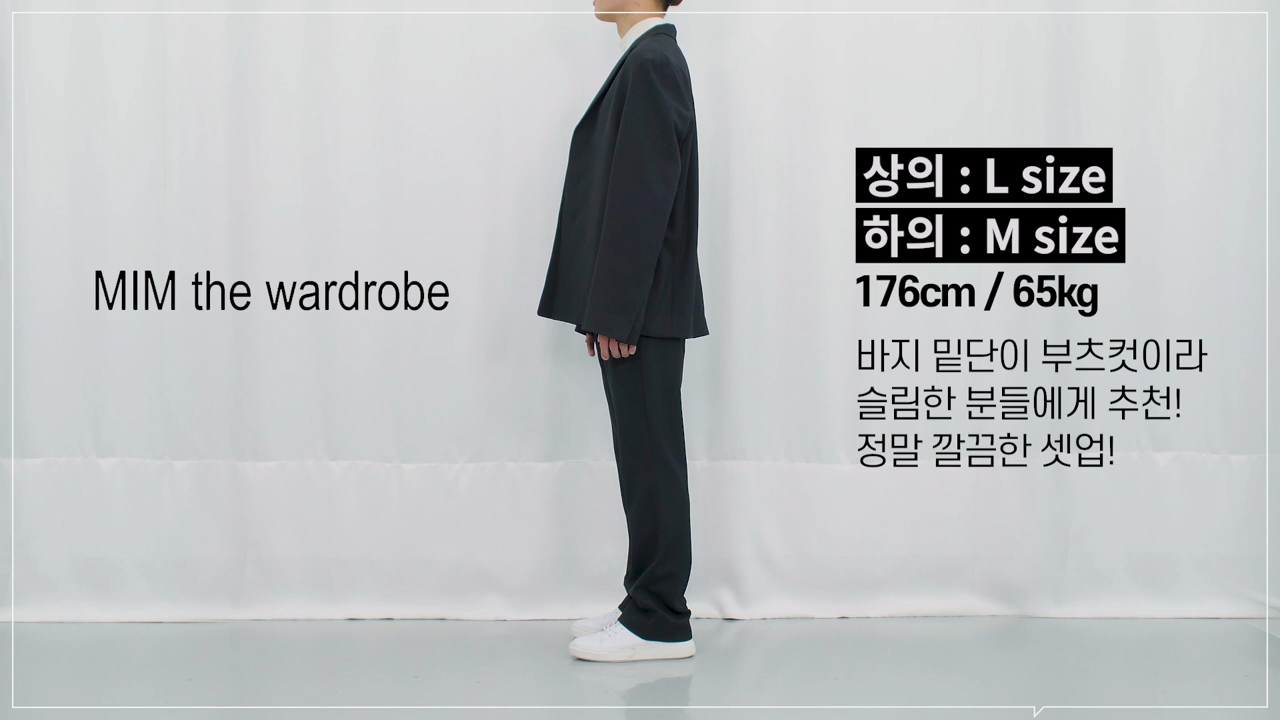 MIM the wardrobe
상의 : L size
하의 : M size
176cm / 65kg
바지 밑단이 부츠컷이라
슬림한 분들에게 추천!
정말 깔끔한 셋업!